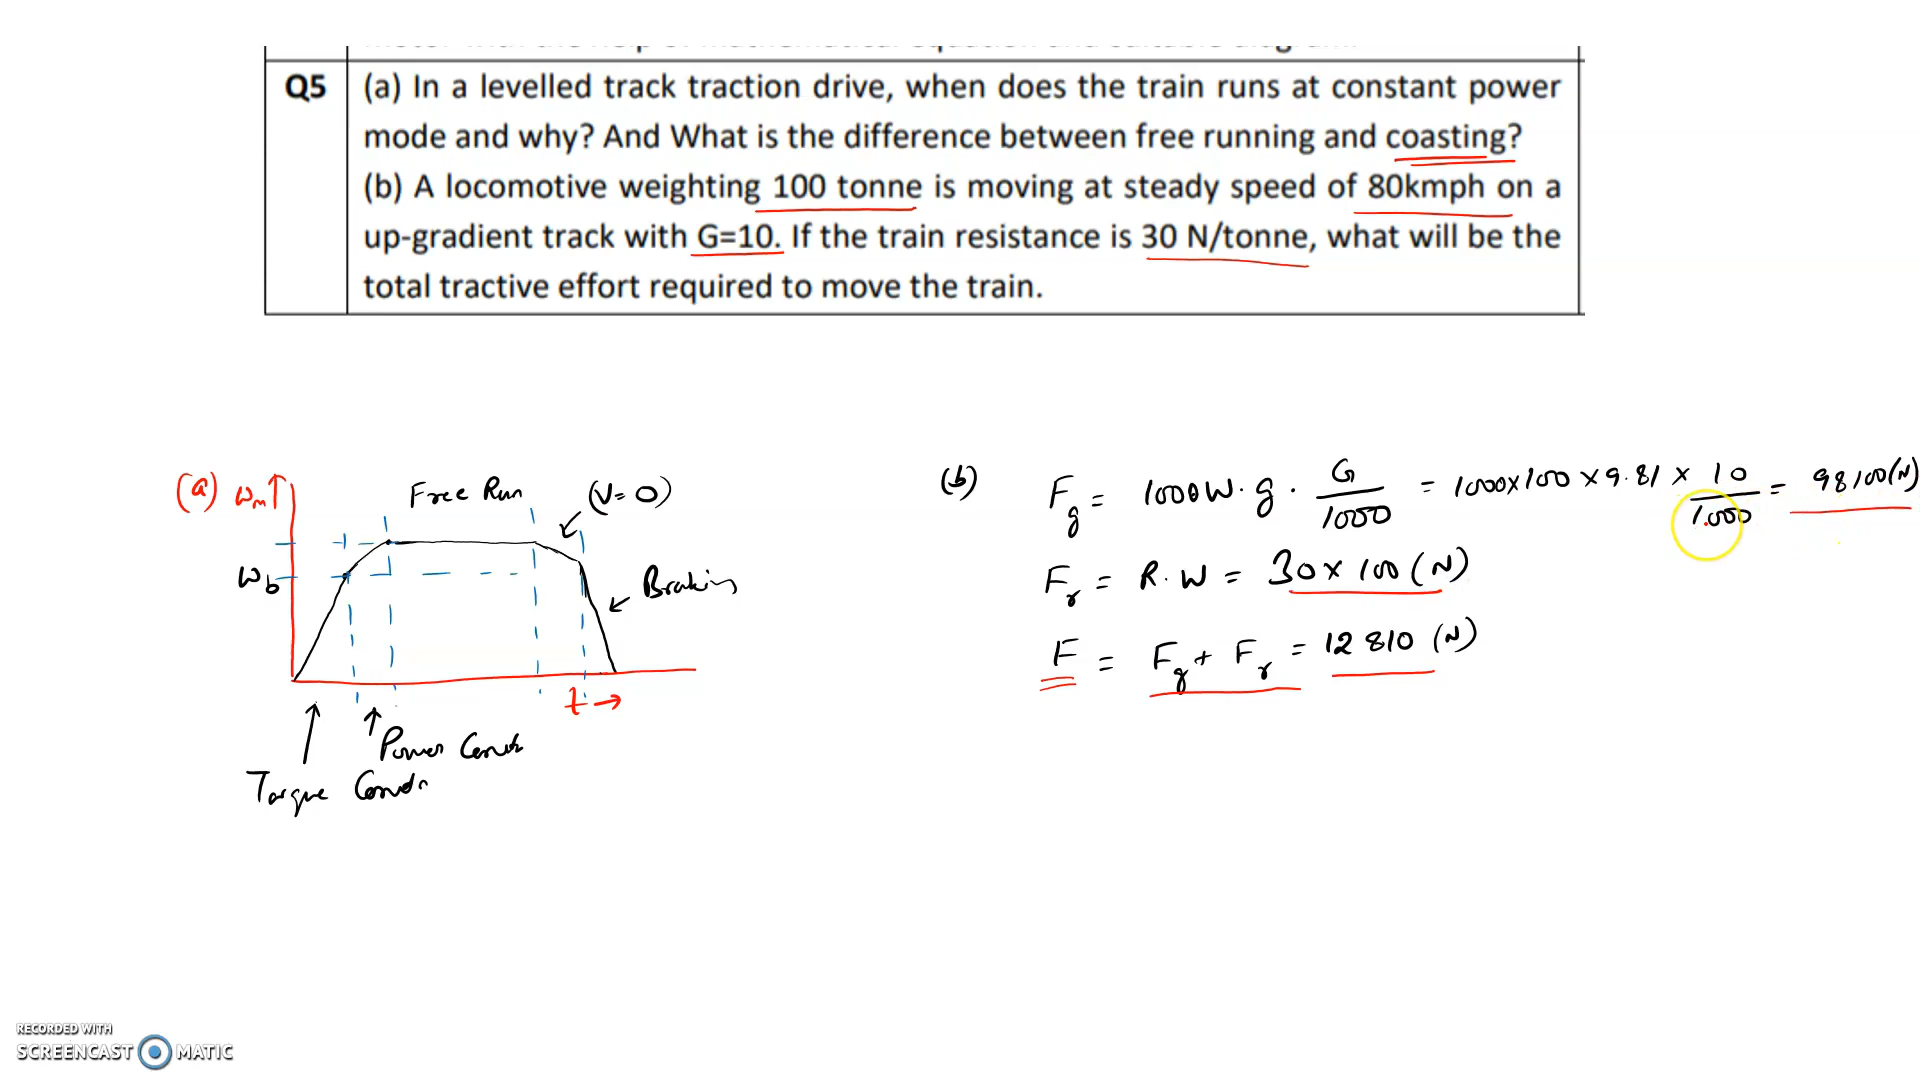 Q5
(a) In a levelled track traction drive, when does the train runs at constant power
mode and why? And What is the difference between free running and coasting?
(b) A locomotive weighting 100 tonne is moving at steady speed of 80kmph on a
up-gradient track with G=10. If the train resistance is 30 N/tonne, what will be the
total tractive effort required to move the train.
(a) ωm↑
Free Run
(V=0)
ωb
Braking
t→
Power Const
Torque Const
(b) Fg = 1000W.g.G/1000 = 1000×100×9.81×10/1000 = 98100(N)
Fr = R.W = 30×100(N)
F = Fg+Fr = 12810(N)
RECORDED WITH
SCREENCAST MATIC